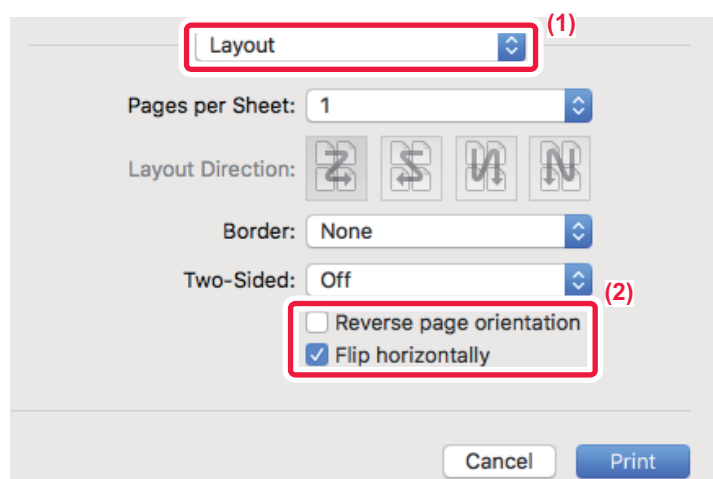 (1)
Layout
Pages per Sheet: 1
Layout Direction:
Border: None
Two-Sided: Off
(2)
Reverse page orientation
Flip horizontally
Cancel Print